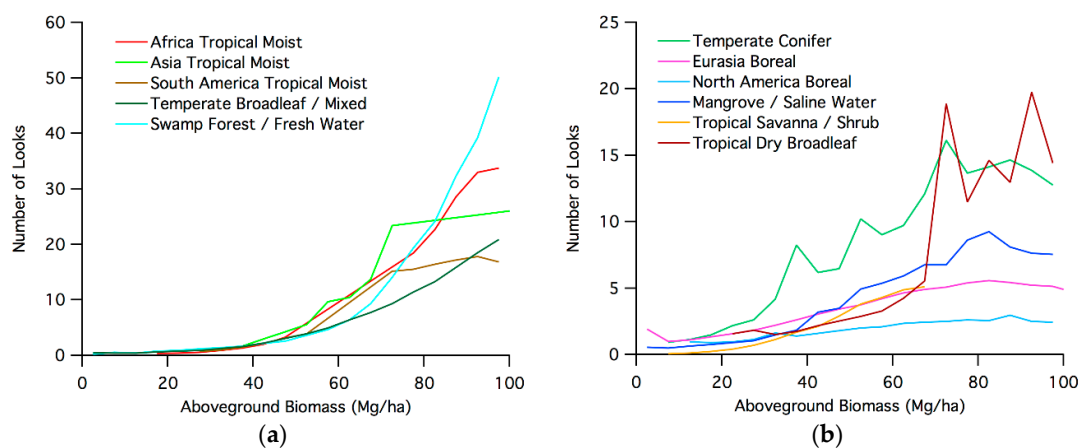 60
50
40
30
20
10
0
Number of Looks
Africa Tropical Moist
Asia Tropical Moist
South America Tropical Moist
Temperate Broadleaf / Mixed
Swamp Forest / Fresh Water
0 20 40 60 80 100
Aboveground Biomass (Mg/ha)
(a)
25
20
15
10
5
0
Number of Looks
Temperate Conifer
Eurasia Boreal
North America Boreal
Mangrove / Saline Water
Tropical Savanna / Shrub
Tropical Dry Broadleaf
0 20 40 60 80 100
Aboveground Biomass (Mg/ha)
(b)